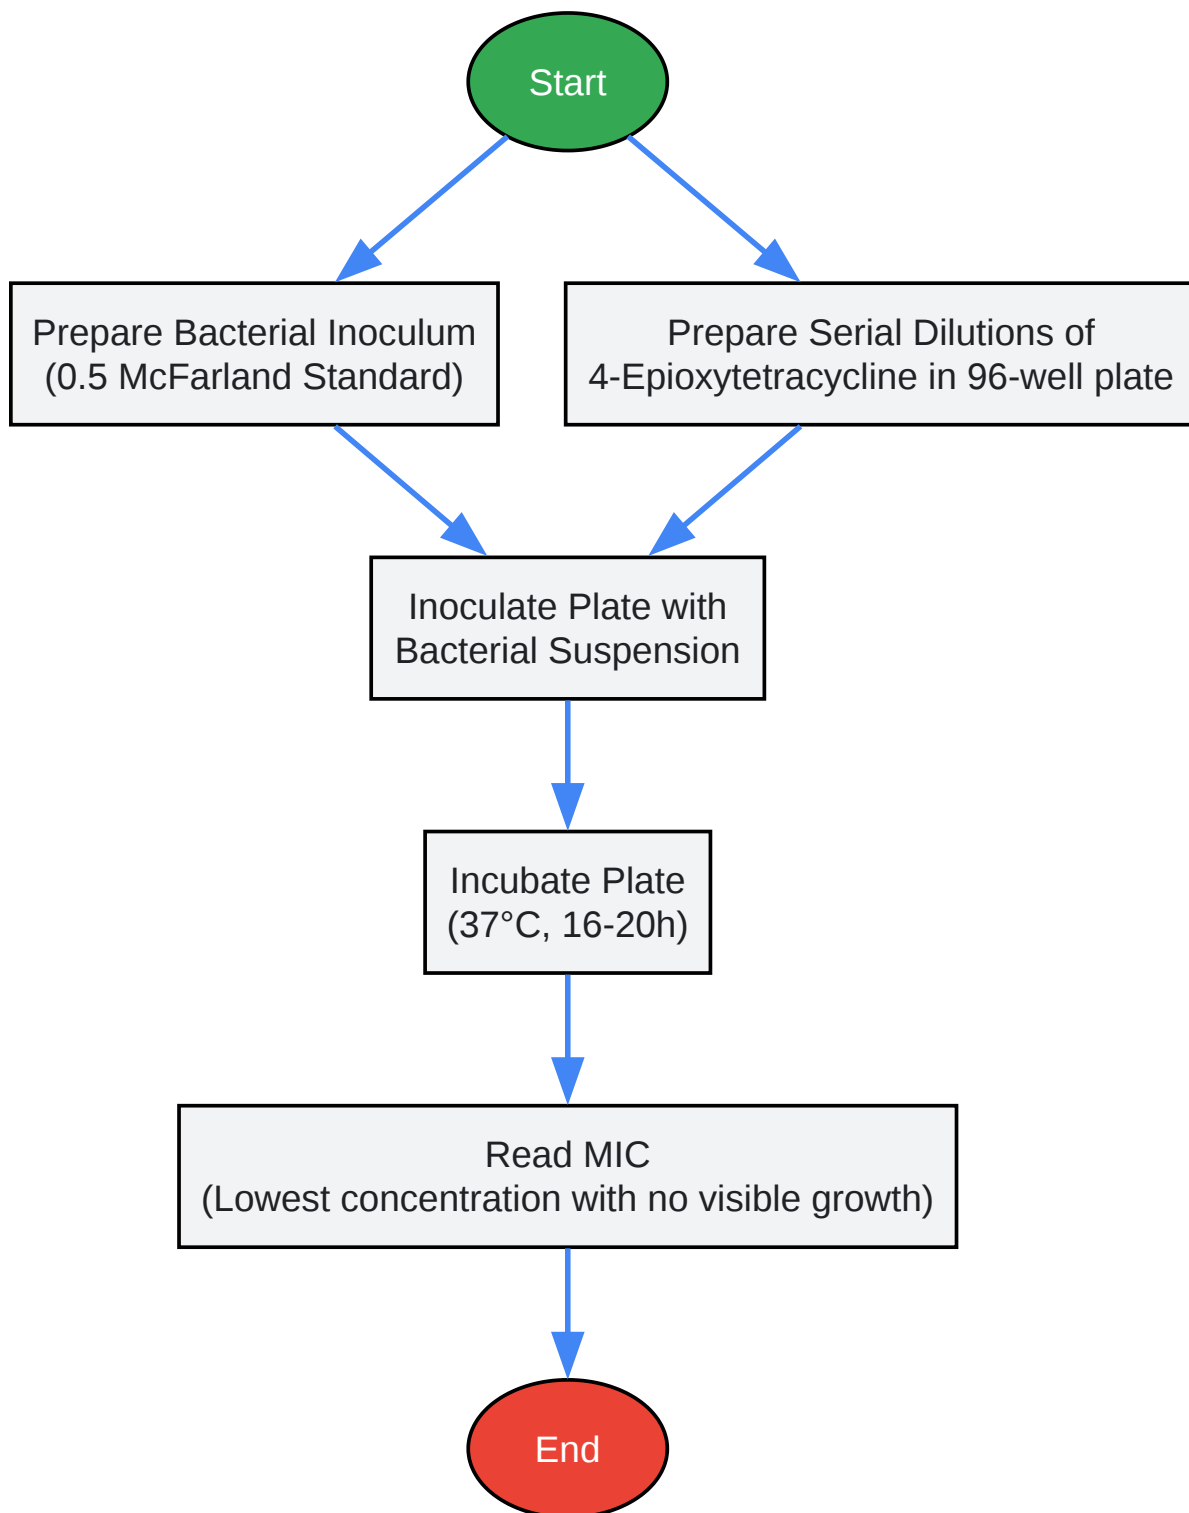 Start
Prepare Bacterial Inoculum
(0.5 McFarland Standard)
Prepare Serial Dilutions of
4-Epioxytetracycline in 96-well plate
Inoculate Plate with
Bacterial Suspension
Incubate Plate
(37°C, 16-20h)
Read MIC
(Lowest concentration with no visible growth)
End